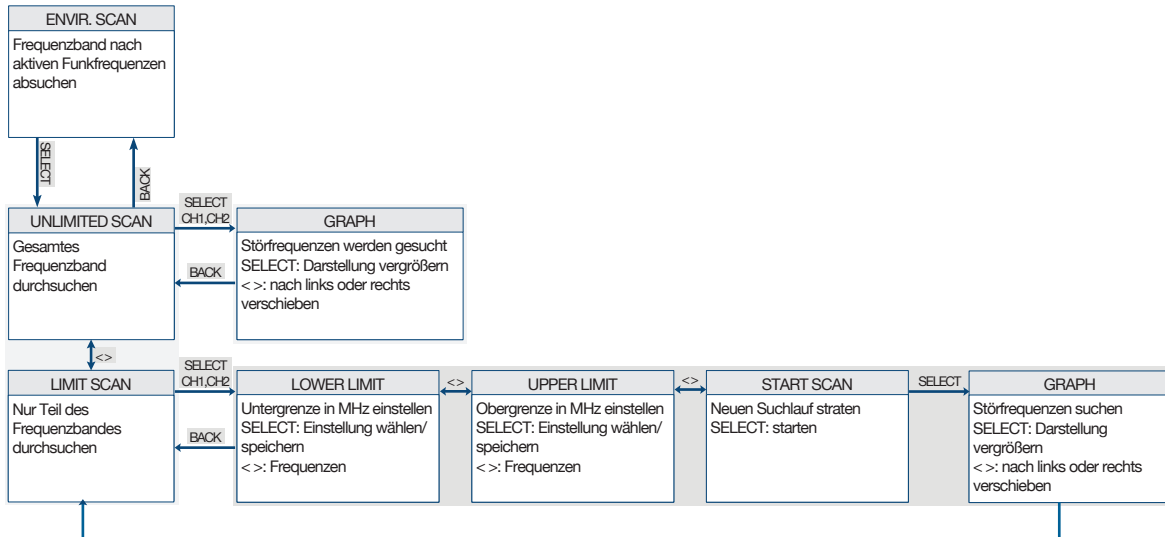 ENVIR. SCAN
Frequenzband nach
aktiven Funkfrequenzen
absuchen
SELECT
BACK
UNLIMITED SCAN
Gesamtes
Frequenzband
durchsuchen
SELECT
CH1,CH2
BACK
GRAPH
Störfrequenzen werden gesucht
SELECT: Darstellung vergrößern
< >: nach links oder rechts
verschieben
< >
LIMIT SCAN
Nur Teil des
Frequenzbandes
durchsuchen
SELECT
CH1,CH2
BACK
LOWER LIMIT
Untergrenze in MHz einstellen
SELECT: Einstellung wählen/
speichern
< >: Frequenzen
< >
UPPER LIMIT
Obergrenze in MHz einstellen
SELECT: Einstellung wählen/
speichern
< >: Frequenzen
< >
START SCAN
Neuen Suchlauf straten
SELECT: starten
SELECT
GRAPH
Störfrequenzen suchen
SELECT: Darstellung
vergrößern
< >: nach links oder rechts
verschieben